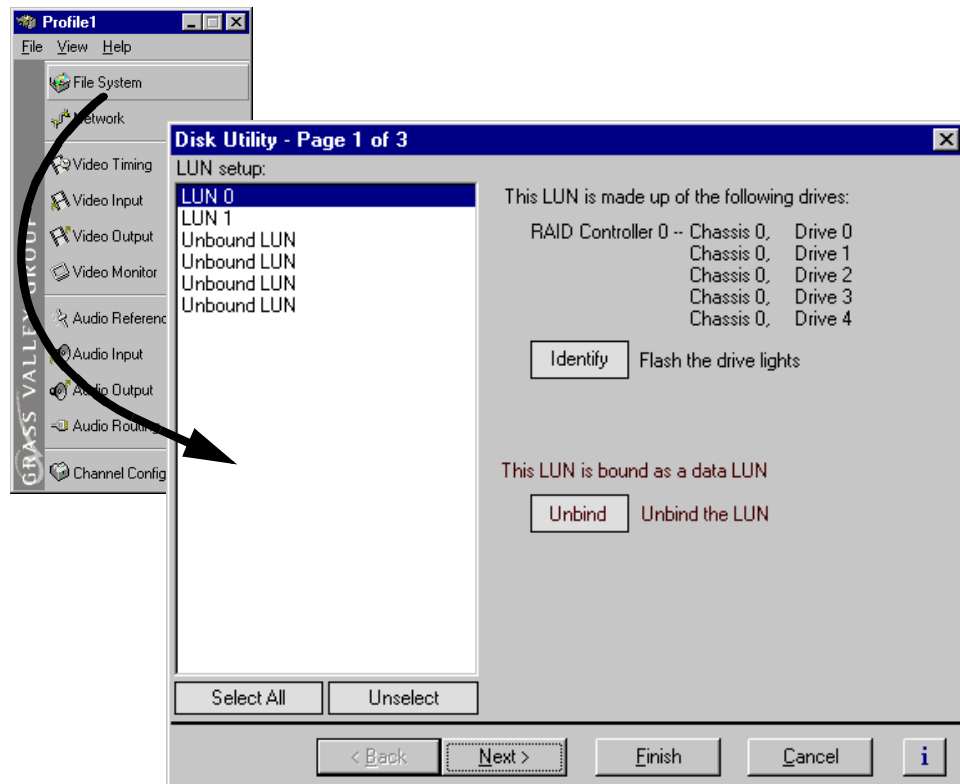 Profile1
File View Help
File System
Network
Video Timing
Video Input
Video Output
Video Monitor
Audio Referenc
Audio Input
Audio Output
Audio Routing
Channel Config
GRASS VALLEY GROUP
Disk Utility - Page 1 of 3
LUN setup:
LUN 0
LUN 1
Unbound LUN
Unbound LUN
Unbound LUN
Unbound LUN
Select All Unselect
This LUN is made up of the following drives:
RAID Controller 0 -- Chassis 0, Drive 0
Chassis 0, Drive 1
Chassis 0, Drive 2
Chassis 0, Drive 3
Chassis 0, Drive 4
Identify Flash the drive lights
This LUN is bound as a data LUN
Unbind Unbind the LUN
< Back Next > Finish Cancel i